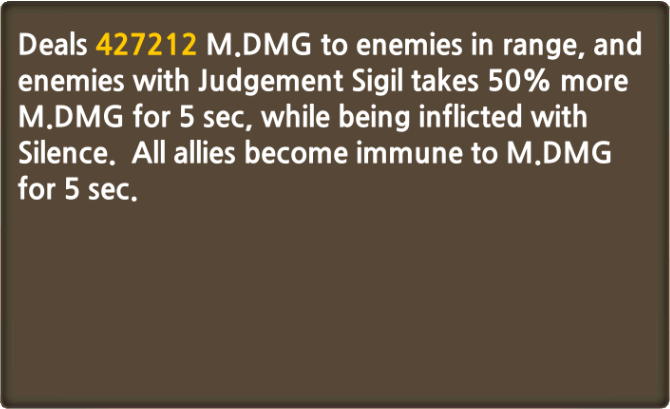 Deals 427212 M.DMG to enemies in range, and
enemies with Judgement Sigil takes 50% more
M.DMG for 5 sec, while being inflicted with
Silence.  All allies become immune to M.DMG
for 5 sec.